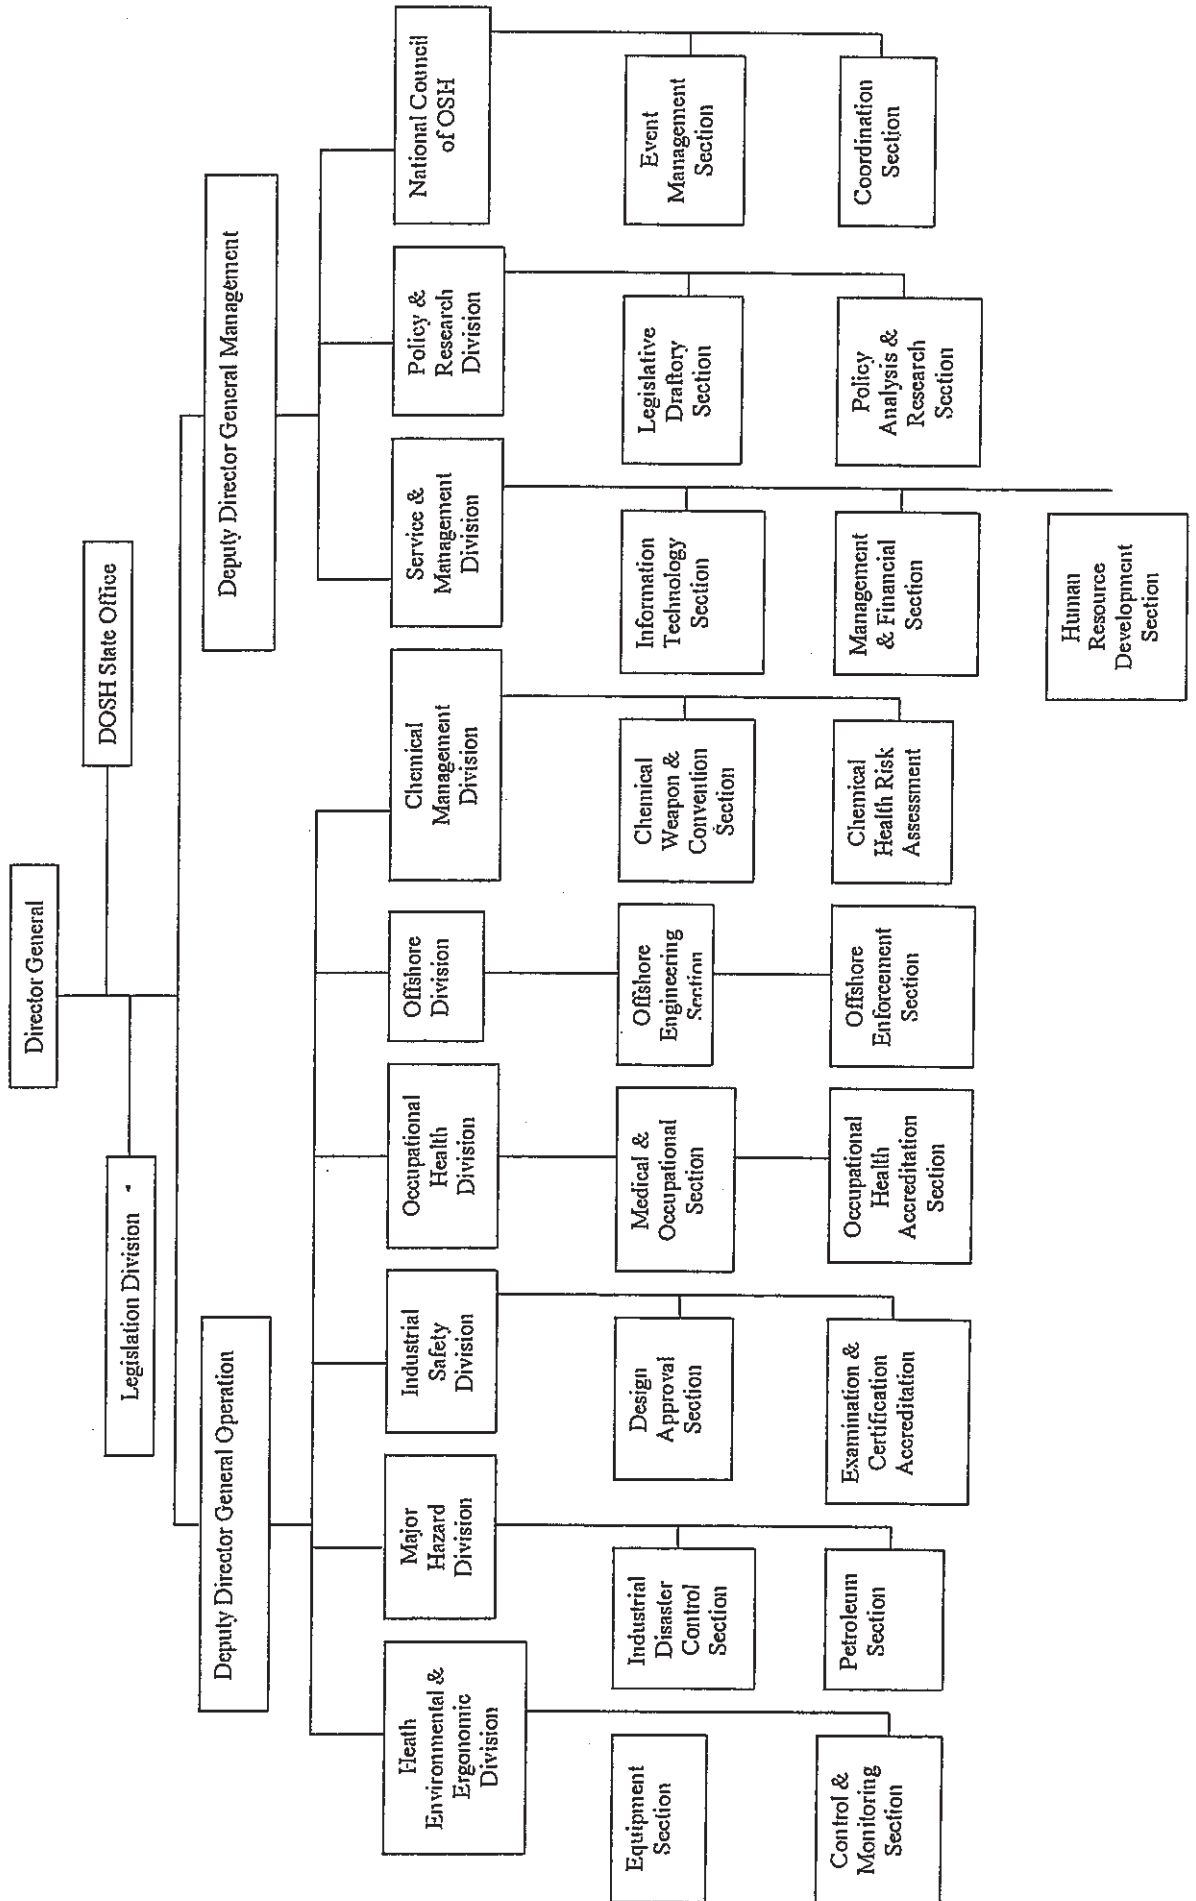 Director General
DOSH State Office
Legislation Division
Deputy Director General Operation
Deputy Director General Management
Heath
Environmental &
Ergonomic
Division
Major
Hazard
Division
Industrial
Safety
Division
Occupational
Health
Division
Offshore
Division
Chemical
Management
Division
Service &
Management
Division
Policy &
Research
Division
National Council
of OSH
Equipment
Section
Industrial
Disaster
Control
Section
Design
Approval
Section
Medical &
Occupational
Section
Offshore
Engineering
Section
Chemical
Weapon &
Convention
Section
Information
Technology
Section
Legislative
Draftory
Section
Event
Management
Section
Control &
Monitoring
Section
Petroleum
Section
Examination &
Certification
Accreditation
Occupational
Health
Accreditation
Section
Offshore
Enforcement
Section
Chemical
Health Risk
Assessment
Management
& Financial
Section
Policy
Analysis &
Research
Section
Coordination
Section
Human
Resource
Development
Section